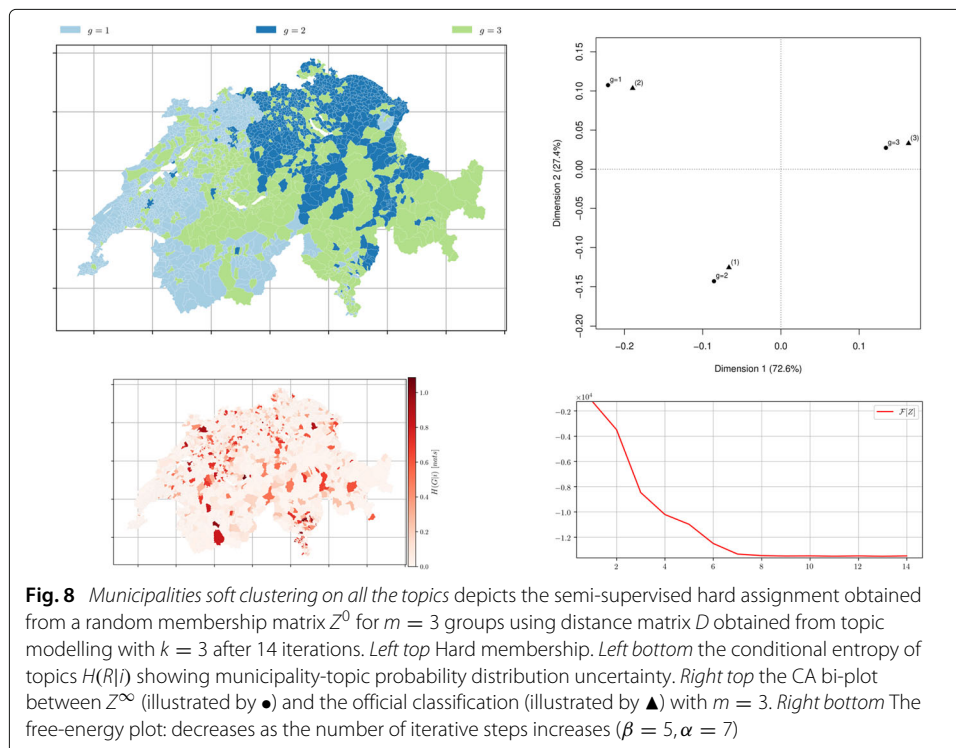 g = 1 g = 2 g = 3
0.15
0.10
0.05
0.00
−0.05
−0.10
−0.15
−0.20
Dimension 2 (27.4%)
g=1
(2)
(3)
g=3
(1)
g=2
−0.2 −0.1 0.0 0.1
Dimension 1 (72.6%)
1.0
0.8
0.6
0.4
0.2
0.0
H(G|i) [nats]
×10⁴
−0.2
−0.4
−0.6
−0.8
−1.0
−1.2
F[Z]
2 4 6 8 10 12 14
Fig. 8 Municipalities soft clustering on all the topics depicts the semi-supervised hard assignment obtained
from a random membership matrix Z⁰ for m = 3 groups using distance matrix D obtained from topic
modelling with k = 3 after 14 iterations. Left top Hard membership. Left bottom the conditional entropy of
topics H(R|i) showing municipality-topic probability distribution uncertainty. Right top the CA bi-plot
between Z^∞ (illustrated by ●) and the official classification (illustrated by ▲) with m = 3. Right bottom The
free-energy plot: decreases as the number of iterative steps increases (β = 5, α = 7)